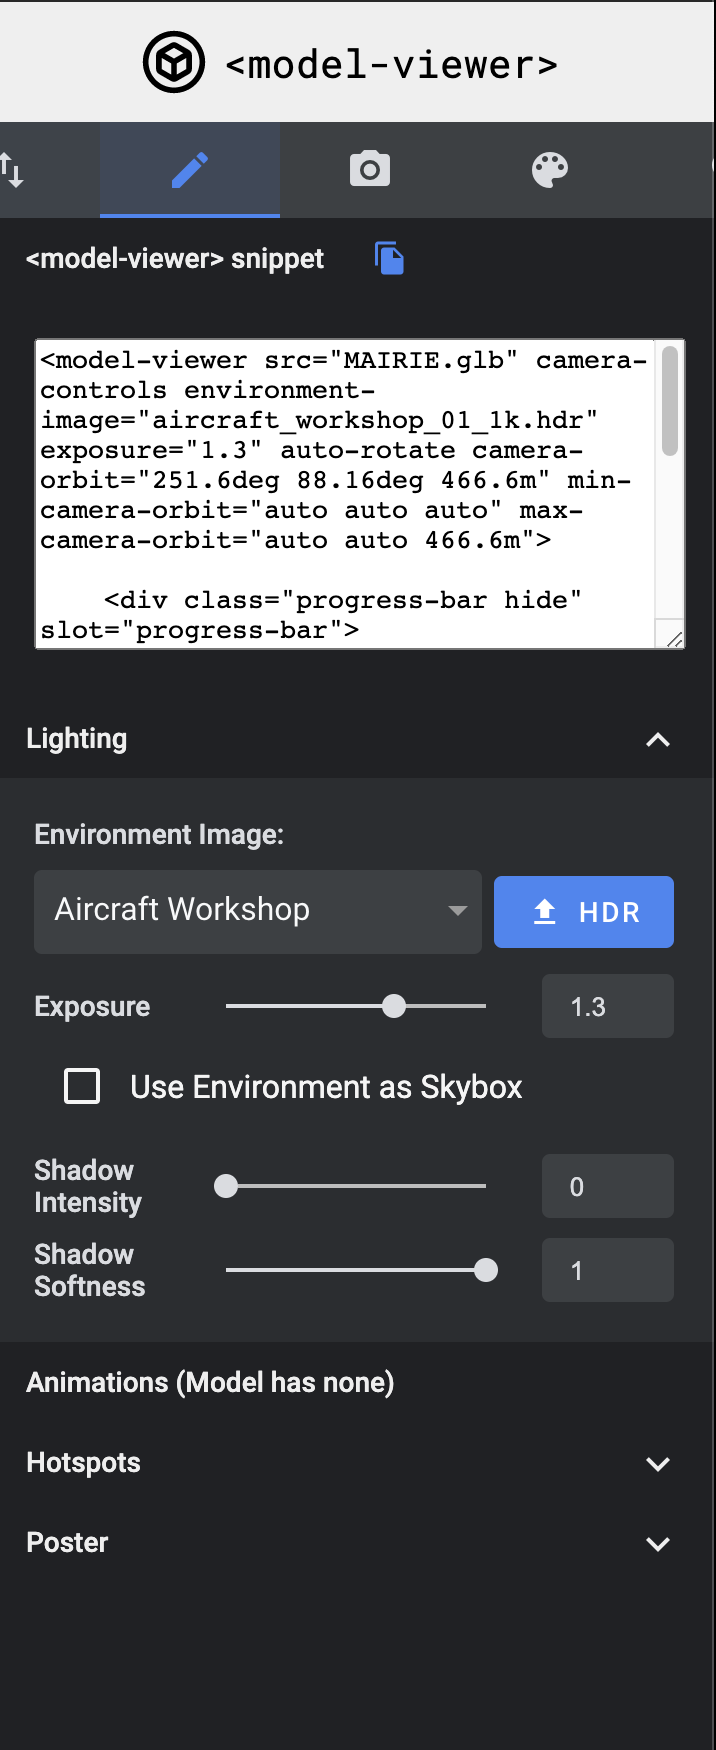 <model-viewer>
<model-viewer> snippet
<model-viewer src="MAIRIE.glb" camera-
controls environment-
image="aircraft_workshop_01_1k.hdr"
exposure="1.3" auto-rotate camera-
orbit="251.6deg 88.16deg 466.6m" min-
camera-orbit="auto auto auto" max-
camera-orbit="auto auto 466.6m">
<div class="progress-bar hide"
slot="progress-bar">
Lighting
Environment Image:
Aircraft Workshop
HDR
Exposure
1.3
Use Environment as Skybox
Shadow
Intensity
0
Shadow
Softness
1
Animations (Model has none)
Hotspots
Poster